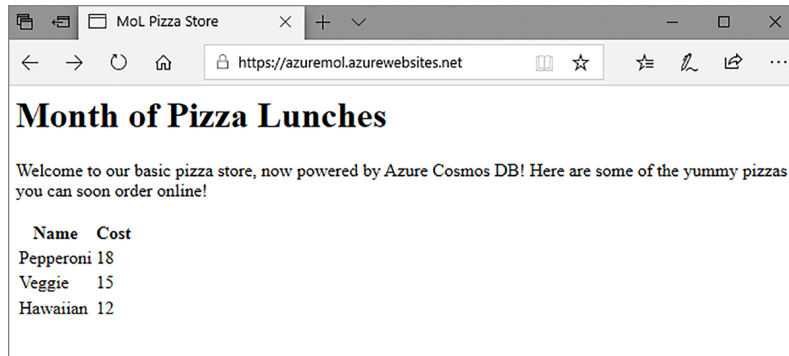 MoL Pizza Store
https://azuremol.azurewebsites.net
Month of Pizza Lunches
Welcome to our basic pizza store, now powered by Azure Cosmos DB! Here are some of the yummy pizzas
you can soon order online!
Name Cost
Pepperoni 18
Veggie 15
Hawaiian 12